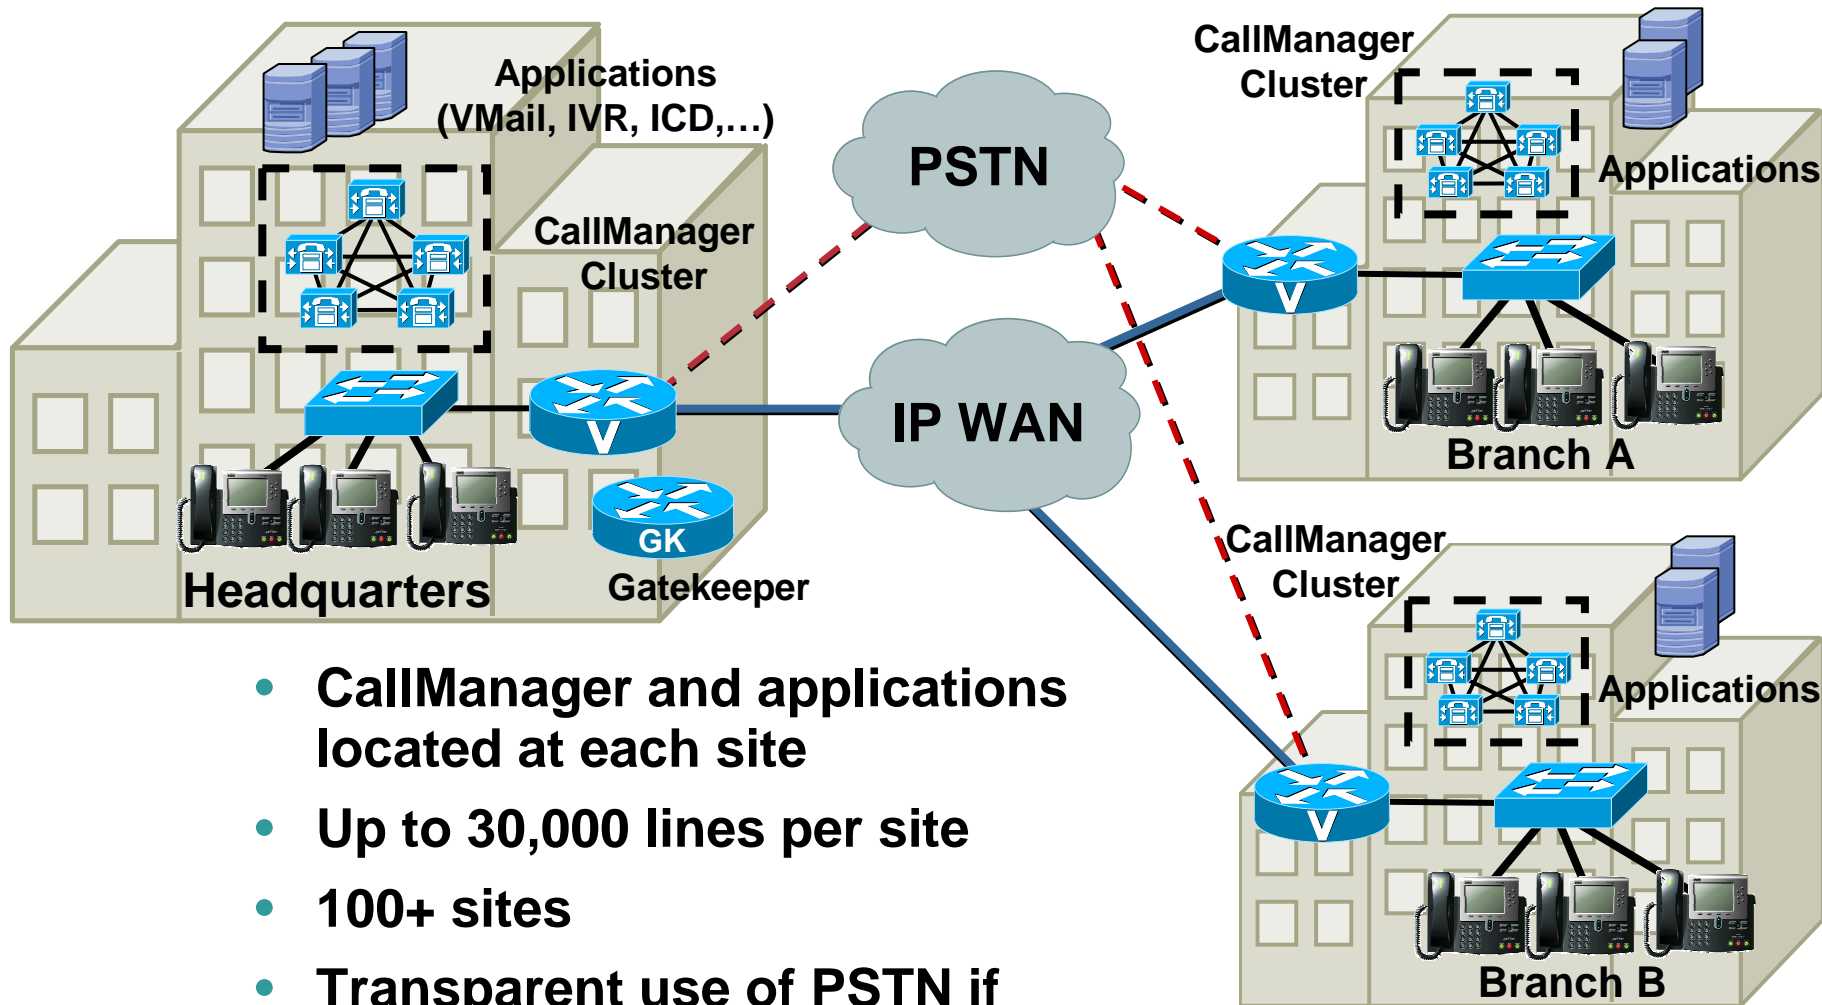 Applications
(VMail, IVR, ICD,…)
CallManager
Cluster
V
GK
Gatekeeper
Headquarters
PSTN
IP WAN
CallManager
Cluster
Applications
V
Branch A
CallManager
Cluster
Applications
V
Branch B
• CallManager and applications
located at each site
• Up to 30,000 lines per site
• 100+ sites
• Transparent use of PSTN if